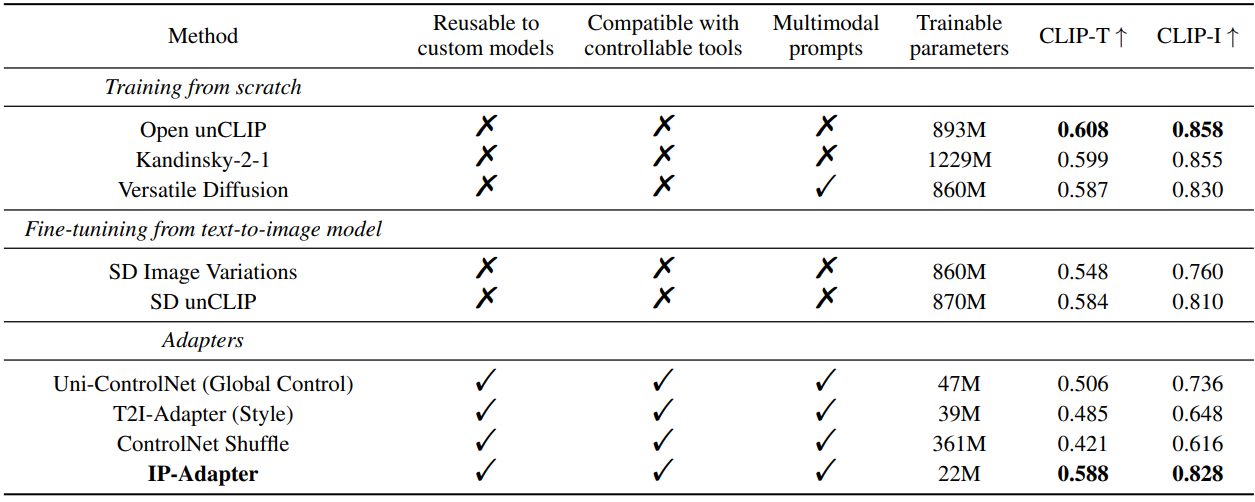 Method Reusable to custom models Compatible with controllable tools Multimodal prompts Trainable parameters CLIP-T ↑ CLIP-I ↑
Training from scratch
Open unCLIP ✗ ✗ ✗ 893M 0.608 0.858
Kandinsky-2-1 ✗ ✗ ✗ 1229M 0.599 0.855
Versatile Diffusion ✗ ✗ ✓ 860M 0.587 0.830
Fine-tunining from text-to-image model
SD Image Variations ✗ ✗ ✗ 860M 0.548 0.760
SD unCLIP ✗ ✗ ✗ 870M 0.584 0.810
Adapters
Uni-ControlNet (Global Control) ✓ ✓ ✓ 47M 0.506 0.736
T2I-Adapter (Style) ✓ ✓ ✓ 39M 0.485 0.648
ControlNet Shuffle ✓ ✓ ✓ 361M 0.421 0.616
IP-Adapter ✓ ✓ ✓ 22M 0.588 0.828